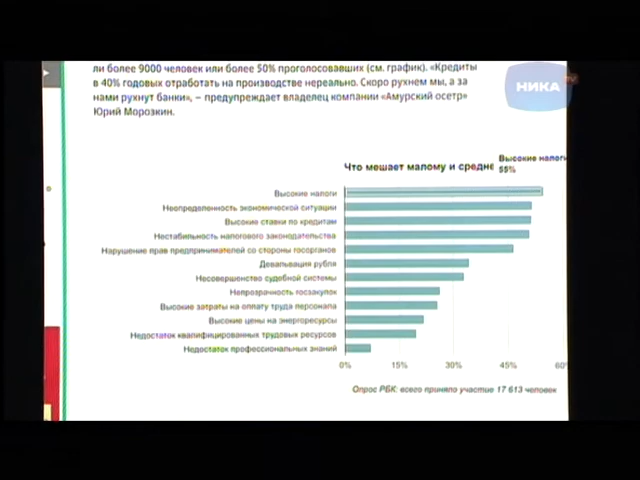 ли более 9000 человек или более 50% проголосовавших (см. график). «Кредиты
в 40% годовых отработать на производстве нереально. Скоро рухнем мы, а за
нами рухнут банки», – предупреждает владелец компании «Амурский осетр»
Юрий Морозкин.
НИКА TV
Что мешает малому и средне
Высокие налоги
55%
Высокие налоги
Неопределенность экономической ситуации
Высокие ставки по кредитам
Нестабильность налогового законодательства
Нарушение прав предпринимателей со стороны госорганов
Девальвация рубля
Несовершенство судебной системы
Непрозрачность госзакупок
Высокие затраты на оплату труда персонала
Высокие цены на энергоресурсы
Недостаток квалифицированных трудовых ресурсов
Недостаток профессиональных знаний
0% 15% 30% 45% 60%
Опрос РБК: всего приняло участие 17 613 человек